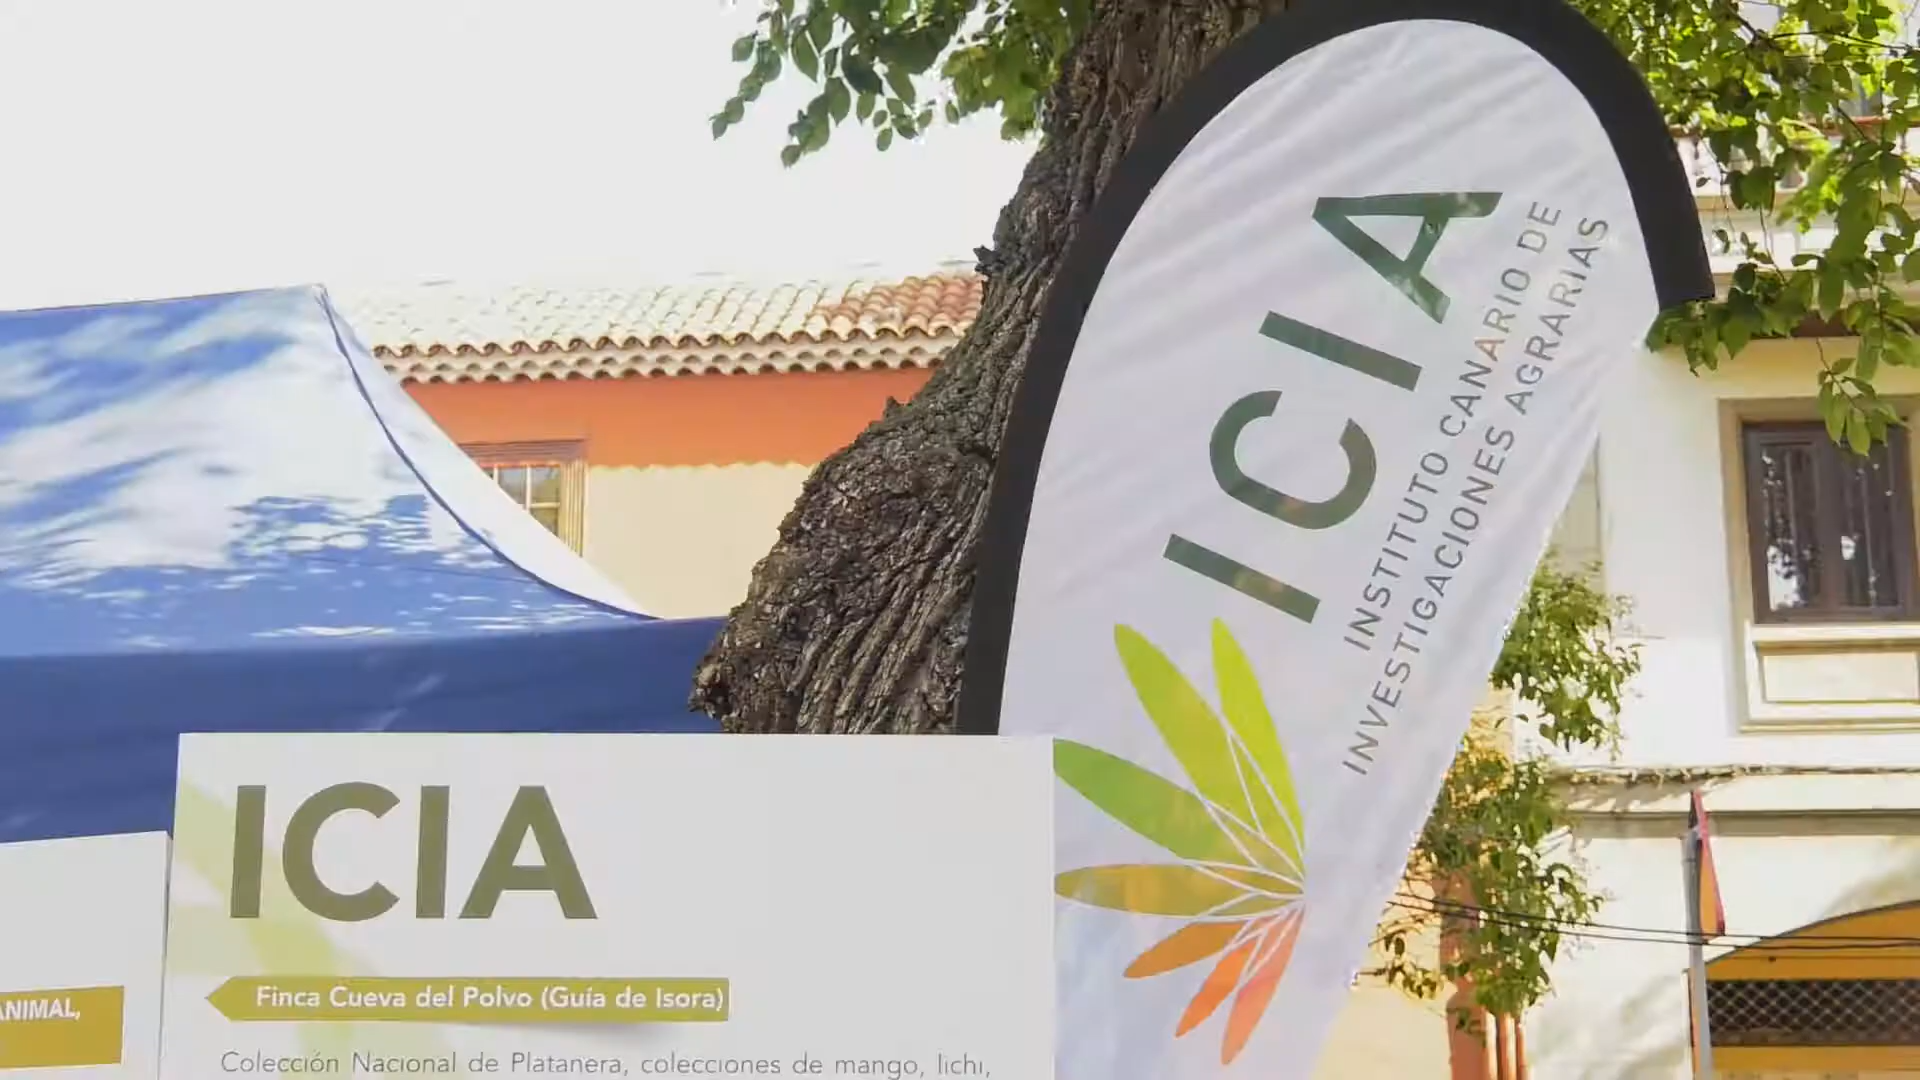 ICIA
INSTITUTO CANARIO DE
INVESTIGACIONES AGRARIAS
ICIA
Finca Cueva del Polvo (Guía de Isora)
Colección Nacional de Platanera, colecciones de mango, lichi,
ANIMAL,